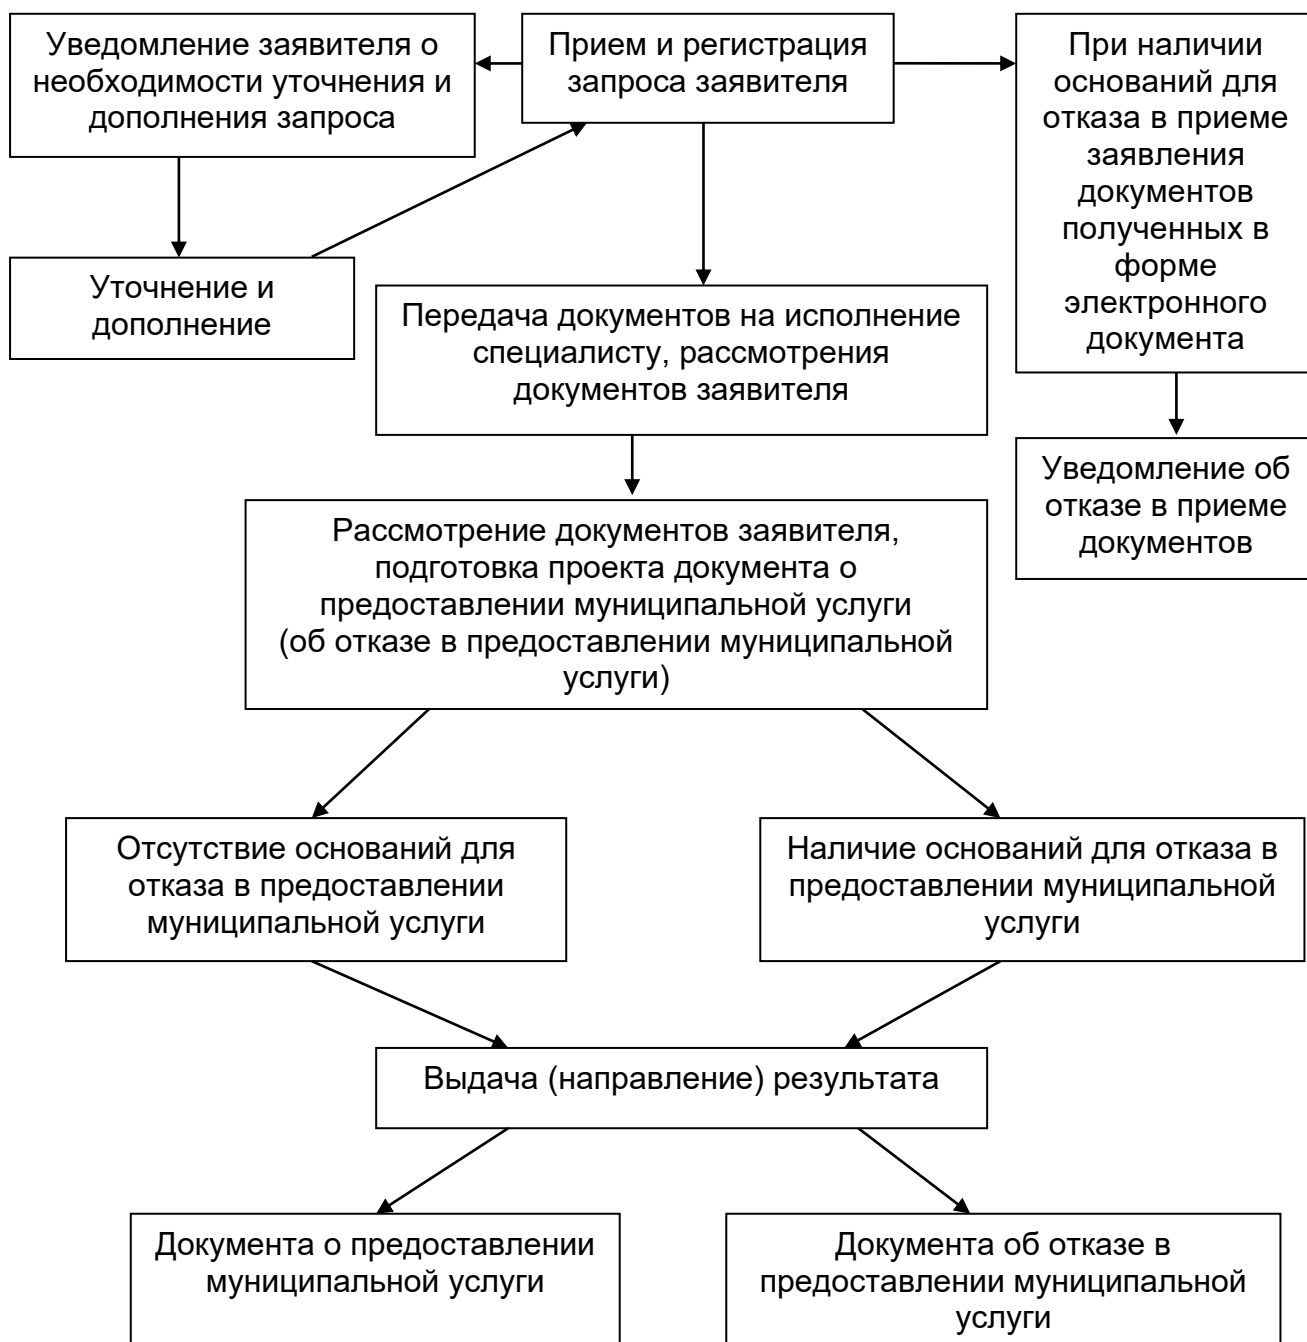 Уведомление заявителя о
необходимости уточнения и
дополнения запроса
Прием и регистрация
запроса заявителя
При наличии
оснований для
отказа в приеме
заявления
документов
полученных в
форме
электронного
документа
Уточнение и
дополнение
Передача документов на исполнение
специалисту, рассмотрения
документов заявителя
Уведомление об
отказе в приеме
документов
Рассмотрение документов заявителя,
подготовка проекта документа о
предоставлении муниципальной услуги
(об отказе в предоставлении муниципальной
услуги)
Отсутствие оснований для
отказа в предоставлении
муниципальной услуги
Наличие оснований для отказа в
предоставлении муниципальной
услуги
Выдача (направление) результата
Документа о предоставлении
муниципальной услуги
Документа об отказе в
предоставлении муниципальной
услуги